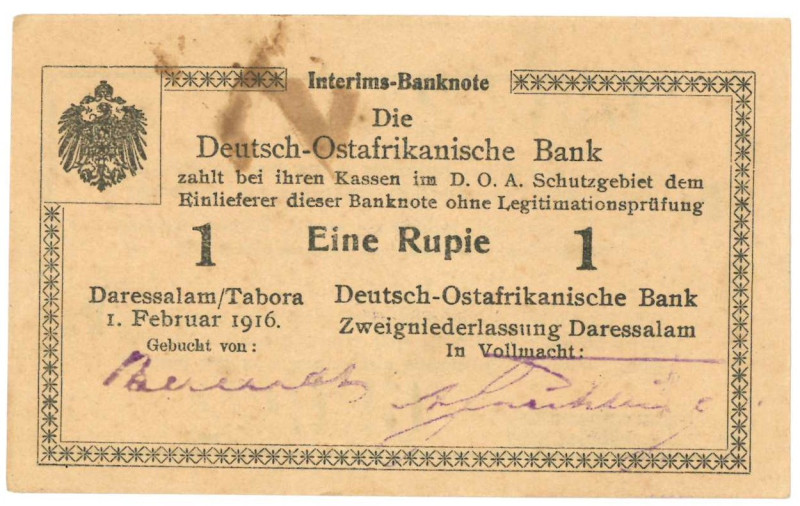 Interims-Banknote
Die
Deutsch-Ostafrikanische Bank
zahlt bei ihren Kassen im D. O. A. Schutzgebiet dem
Einlieferer dieser Banknote ohne Legitimationsprüfung
1 Eine Rupie 1
Daressalam/Tabora
1. Februar 1916.
Gebucht von:
Deutsch-Ostafrikanische Bank
Zweigniederlassung Daressalam
In Vollmacht: